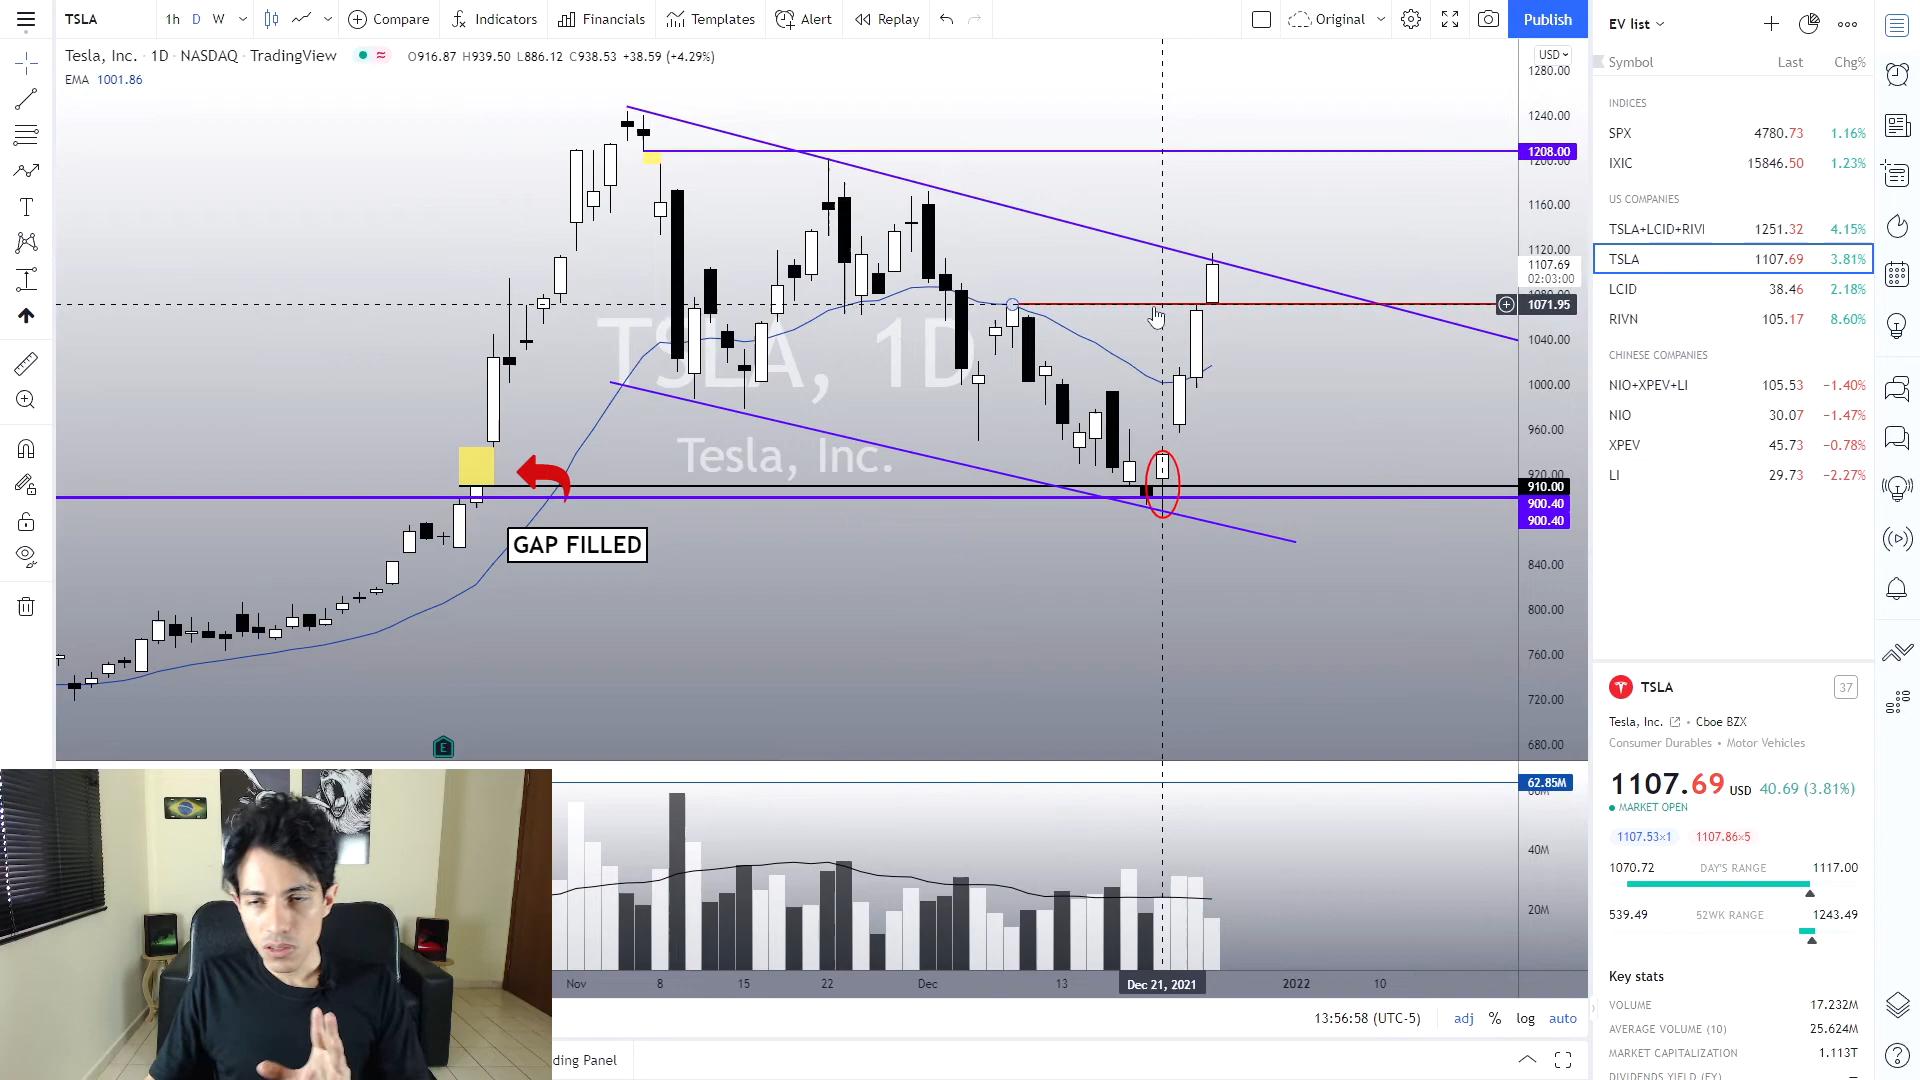 TSLA 1h D W Compare Indicators Financials Templates Alert Replay Original Publish
Tesla, Inc. · 1D · NASDAQ · TradingView O916.87 H939.50 L886.12 C938.53 +38.59 (+4.29%)
EMA 1001.86
USD
1280.00
1240.00
1208.00
1200.00
1160.00
1120.00
1107.69
02:03:00
1080.00
1071.95
1040.00
1000.00
960.00
920.00
910.00
900.40
900.40
840.00
800.00
760.00
720.00
680.00
TSLA, 1D
Tesla, Inc.
GAP FILLED
E
62.85M
60M
40M
20M
Nov 8 15 22 Dec 13 Dec 21, 2021 2022 10
13:56:58 (UTC-5) adj % log auto
ding Panel
EV list
Symbol Last Chg%
INDICES
SPX 4780.73 1.16%
IXIC 15846.50 1.23%
US COMPANIES
TSLA+LCID+RIVI 1251.32 4.15%
TSLA 1107.69 3.81%
LCID 38.46 2.18%
RIVN 105.17 8.60%
CHINESE COMPANIES
NIO+XPEV+LI 105.53 −1.40%
NIO 30.07 −1.47%
XPEV 45.73 −0.78%
LI 29.73 −2.27%
TSLA 37
Tesla, Inc. • Cboe BZX
Consumer Durables • Motor Vehicles
1107.69 USD 40.69 (3.81%)
MARKET OPEN
1107.53×1 1107.86×5
1070.72 DAY'S RANGE 1117.00
539.49 52WK RANGE 1243.49
Key stats
VOLUME 17.232M
AVERAGE VOLUME (10) 25.624M
MARKET CAPITALIZATION 1.113T
DIVIDENDS YIELD (FY) —